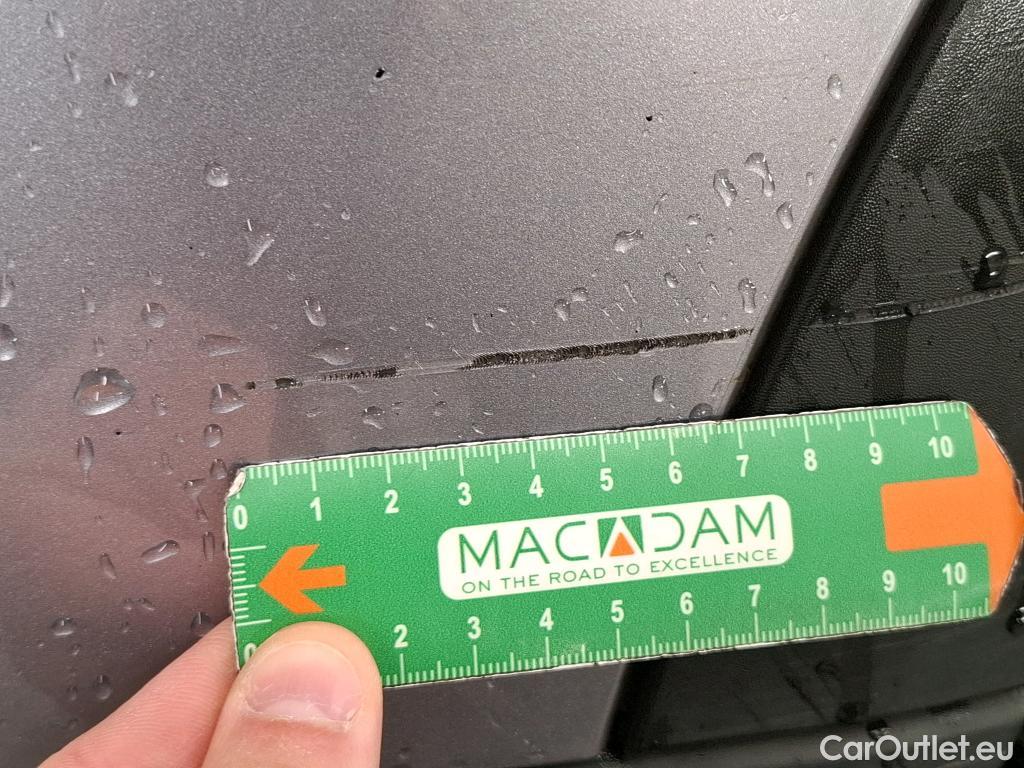 0 1 2 3 4 5 6 7 8 9 10
MACADAM
ON THE ROAD TO EXCELLENCE
0 2 3 4 5 6 7 8 9 10
CarOutlet.eu